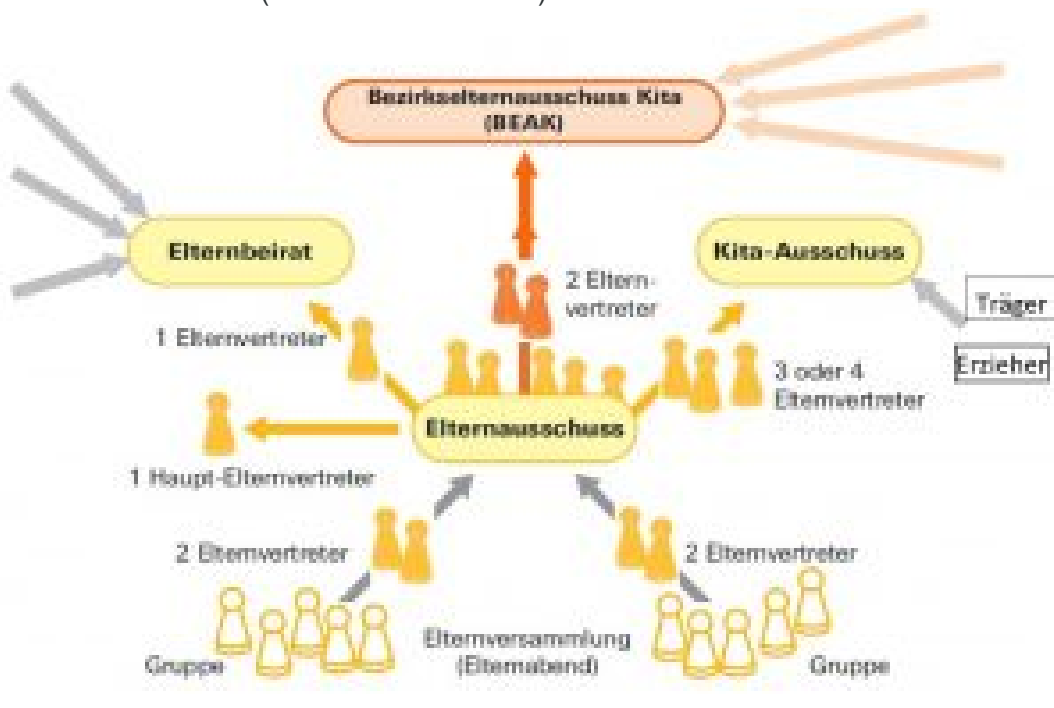 Bezirkselternausschuss Kita
(BEAK)
Elternbeirat
Kita-Ausschuss
2 Eltern-
vertreter
Träger
1 Elternvertreter
Erzieher
3 oder 4
Elternvertreter
Elternausschuss
1 Haupt-Elternvertreter
2 Elternvertreter
2 Elternvertreter
Elternversammlung
(Elternabend)
Gruppe
Gruppe